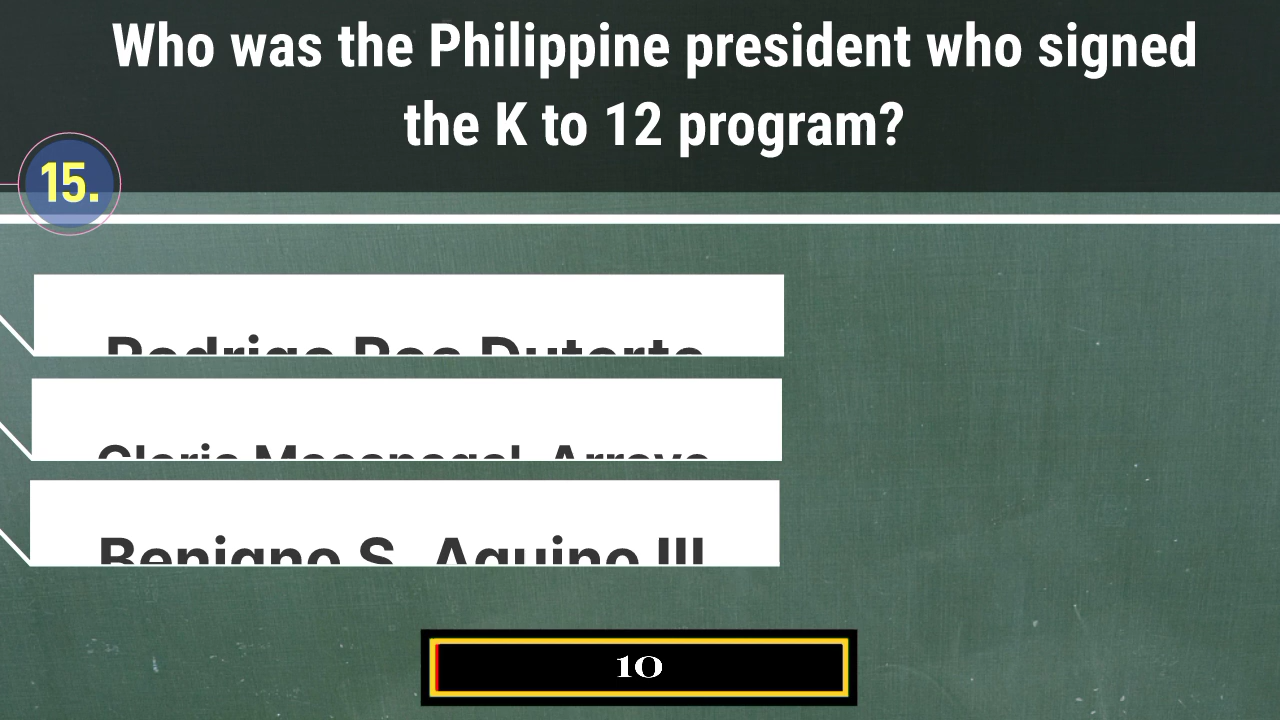 Who was the Philippine president who signed
the K to 12 program?
15.
Rodrigo Roa Duterte
Gloria Macapagal Arroyo
Benigno S. Aquino III
10